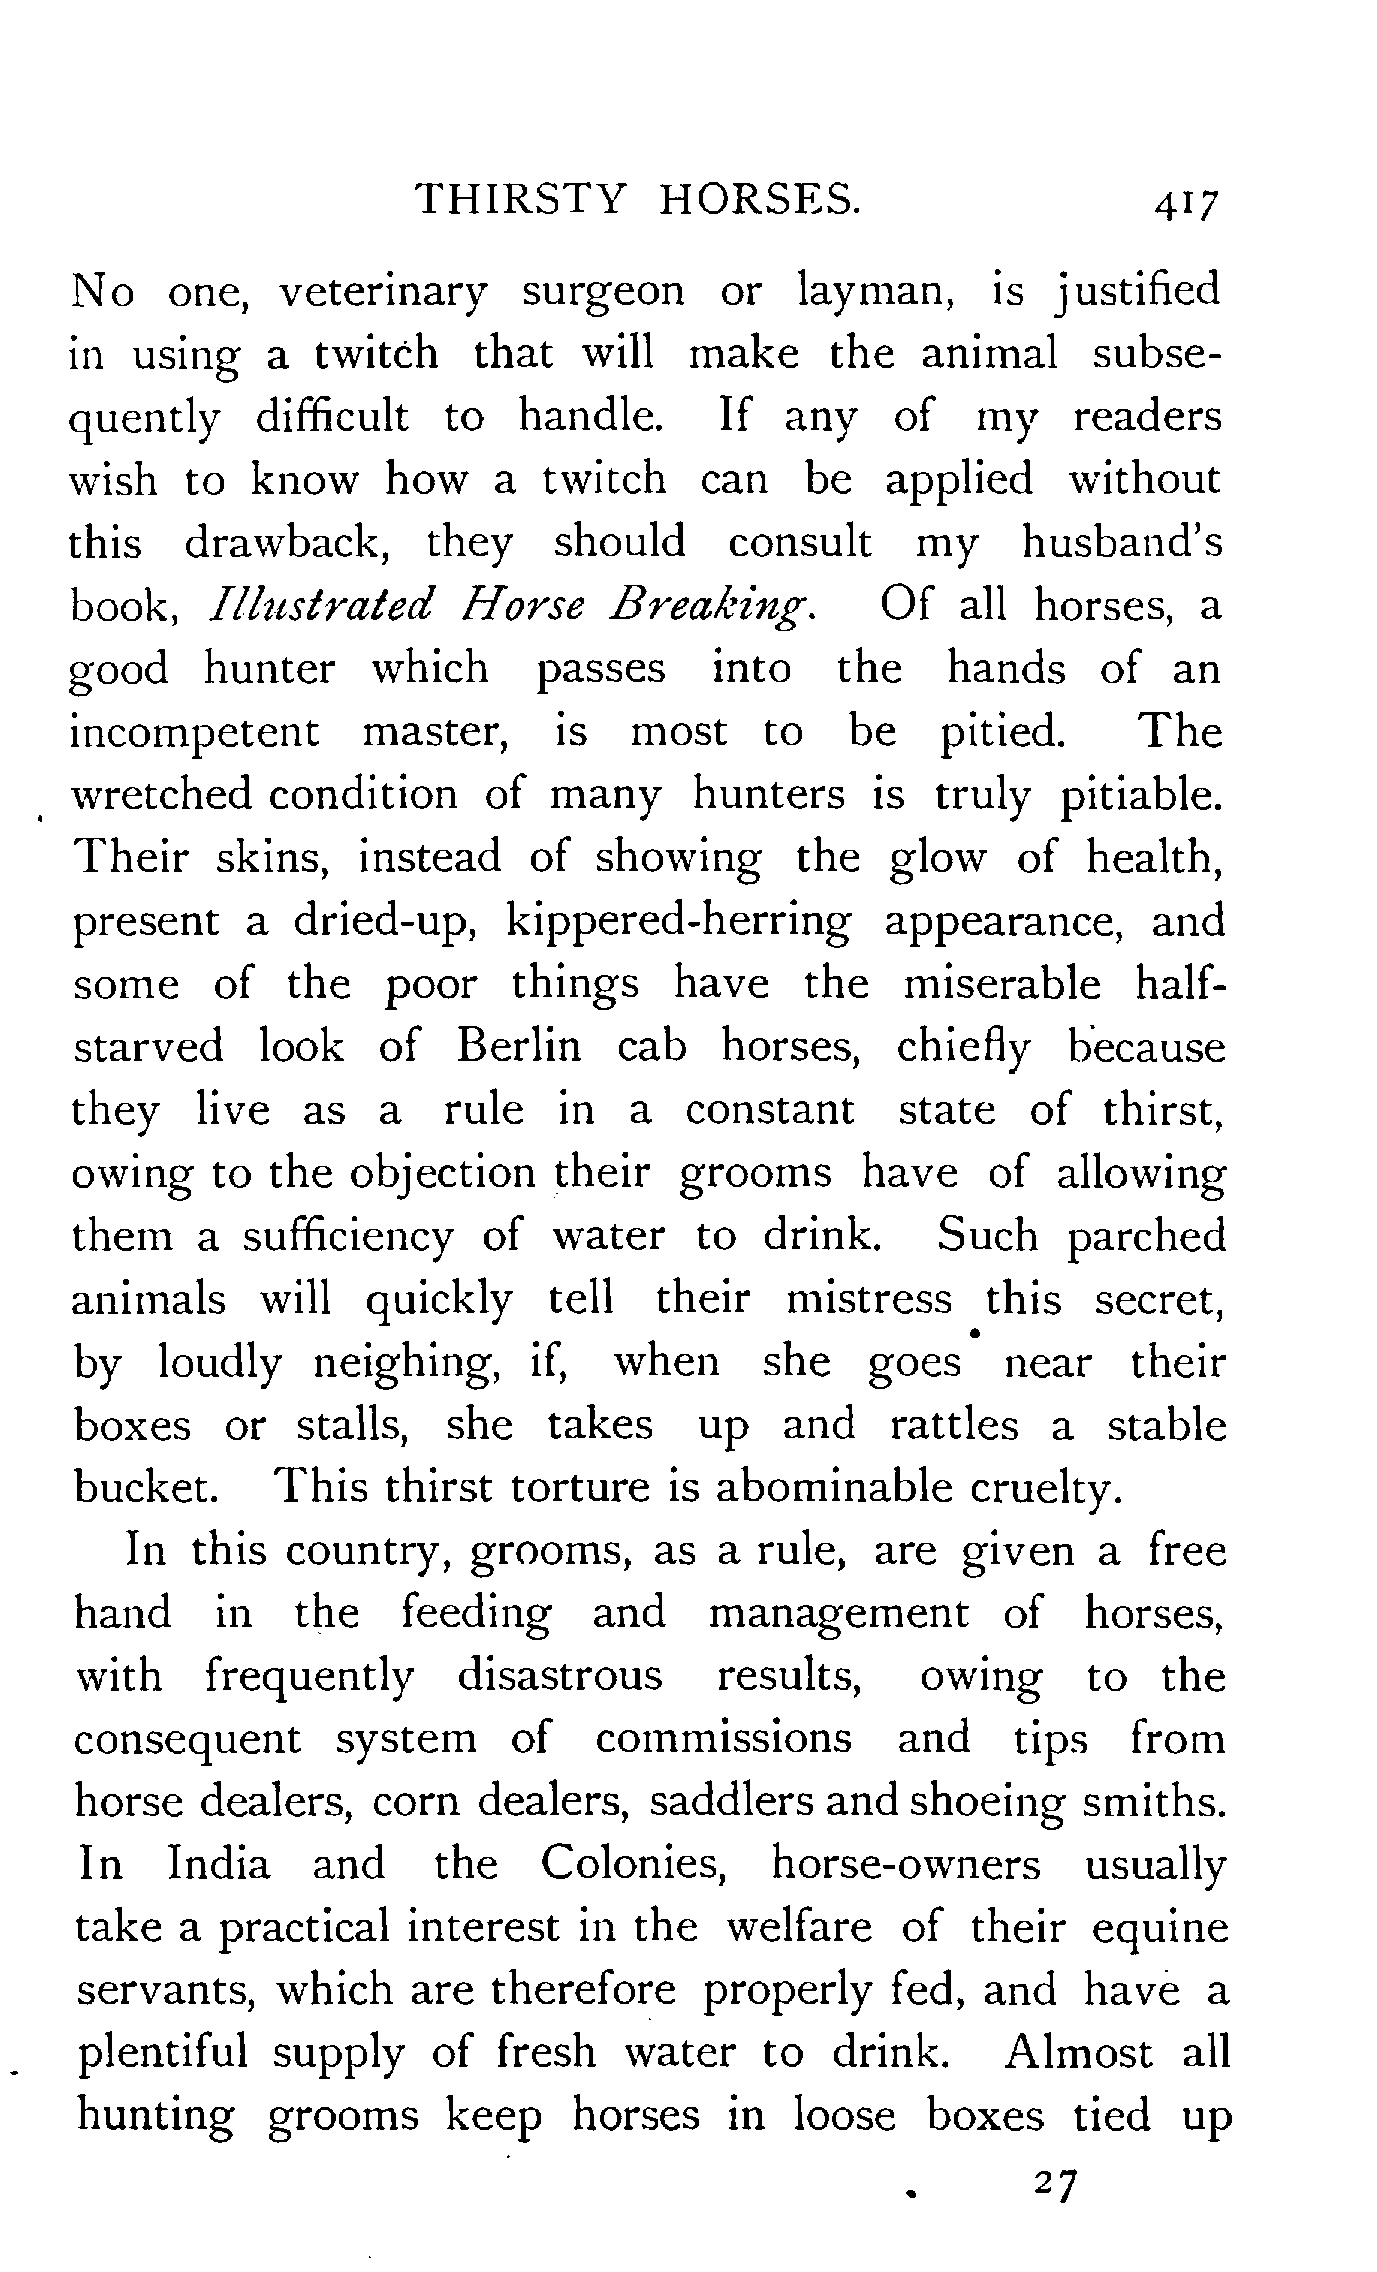 THIRSTY HORSES. 417
No one, veterinary surgeon or layman, is justified
in using a twitch that will make the animal subse-
quently difficult to handle. If any of my readers
wish to know how a twitch can be applied without
this drawback, they should consult my husband's
book, Illustrated Horse Breaking. Of all horses, a
good hunter which passes into the hands of an
incompetent master, is most to be pitied. The
wretched condition of many hunters is truly pitiable.
Their skins, instead of showing the glow of health,
present a dried-up, kippered-herring appearance, and
some of the poor things have the miserable half-
starved look of Berlin cab horses, chiefly because
they live as a rule in a constant state of thirst,
owing to the objection their grooms have of allowing
them a sufficiency of water to drink. Such parched
animals will quickly tell their mistress this secret,
by loudly neighing, if, when she goes near their
boxes or stalls, she takes up and rattles a stable
bucket. This thirst torture is abominable cruelty.
In this country, grooms, as a rule, are given a free
hand in the feeding and management of horses,
with frequently disastrous results, owing to the
consequent system of commissions and tips from
horse dealers, corn dealers, saddlers and shoeing smiths.
In India and the Colonies, horse-owners usually
take a practical interest in the welfare of their equine
servants, which are therefore properly fed, and have a
plentiful supply of fresh water to drink. Almost all
hunting grooms keep horses in loose boxes tied up
27